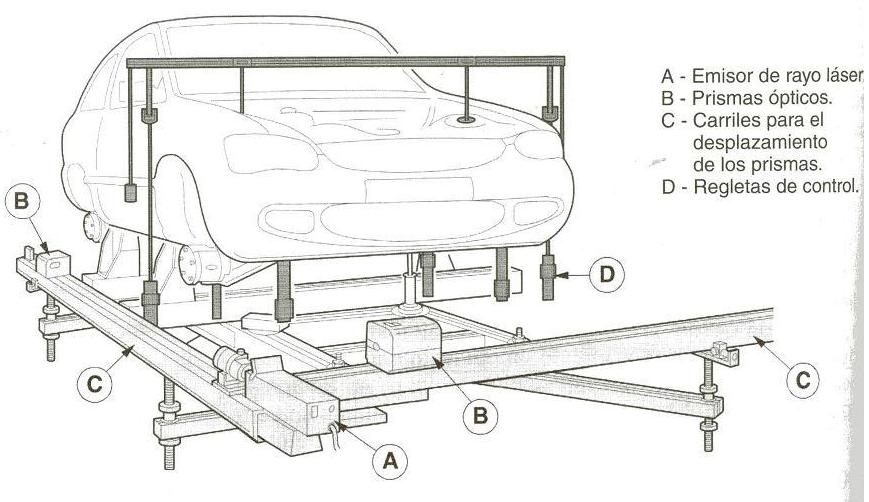 A - Emisor de rayo láser
B - Prismas ópticos.
C - Carriles para el
desplazamiento
de los prismas.
D - Regletas de control.
B
D
C
B
C
A